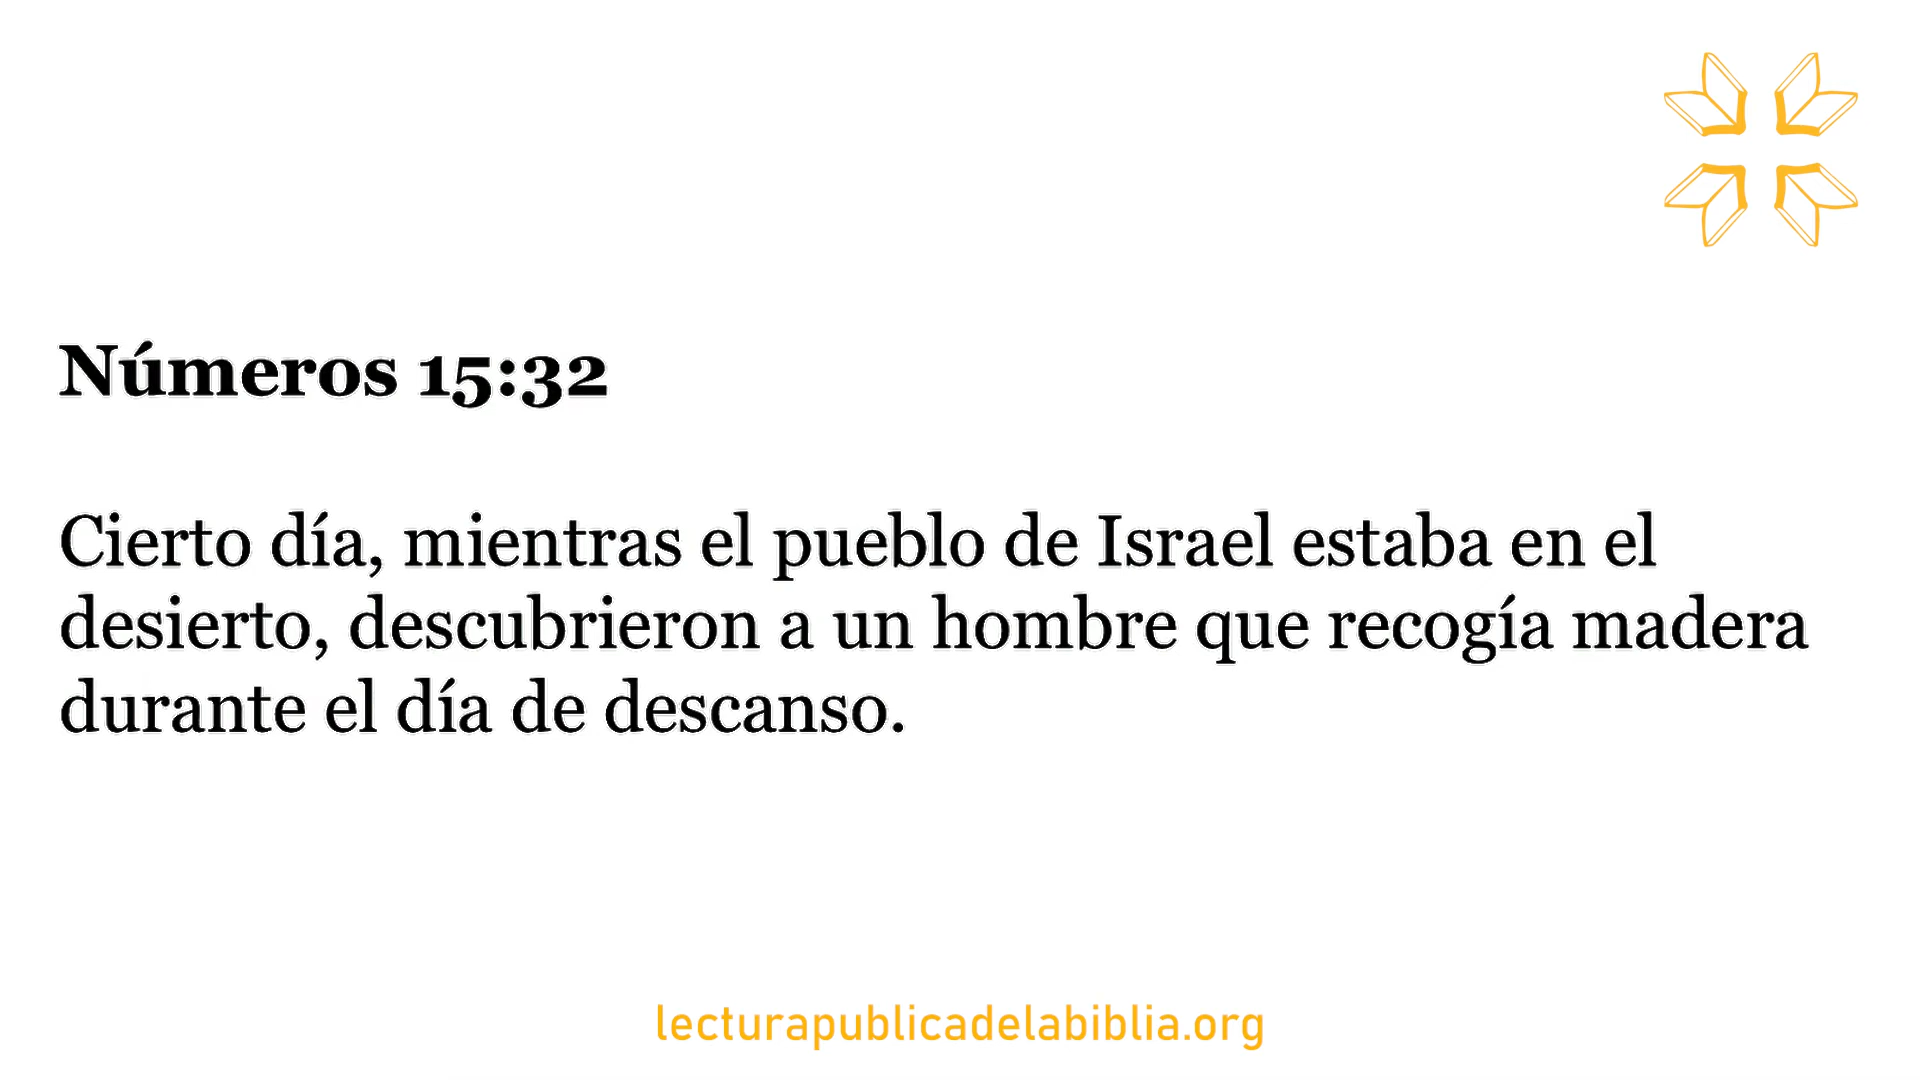 Números 15:32
Cierto día, mientras el pueblo de Israel estaba en el
desierto, descubrieron a un hombre que recogía madera
durante el día de descanso.
lecturapublicadelabiblia.org